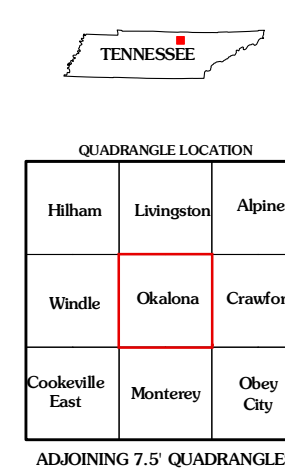 TENNESSEE
QUADRANGLE LOCATION
Hilham Livingston Alpine
Windle Okalona Crawfor
Cookeville East Monterey Obey City
ADJOINING 7.5' QUADRANGLE